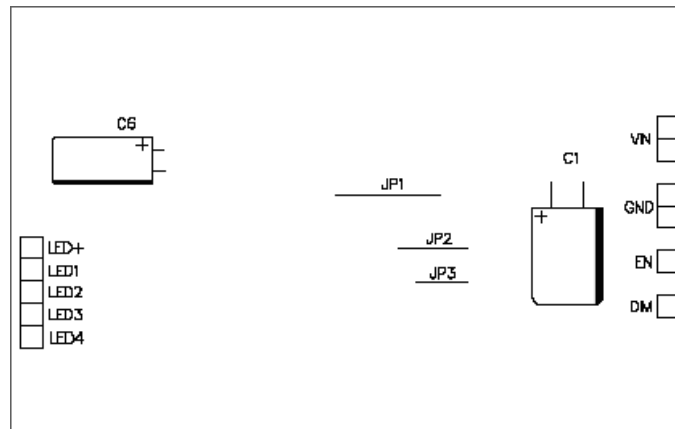 C6
VIN
C1
JP1
GND
JP2
LED+
EN
LED1
JP3
LED2
DIM
LED3
LED4